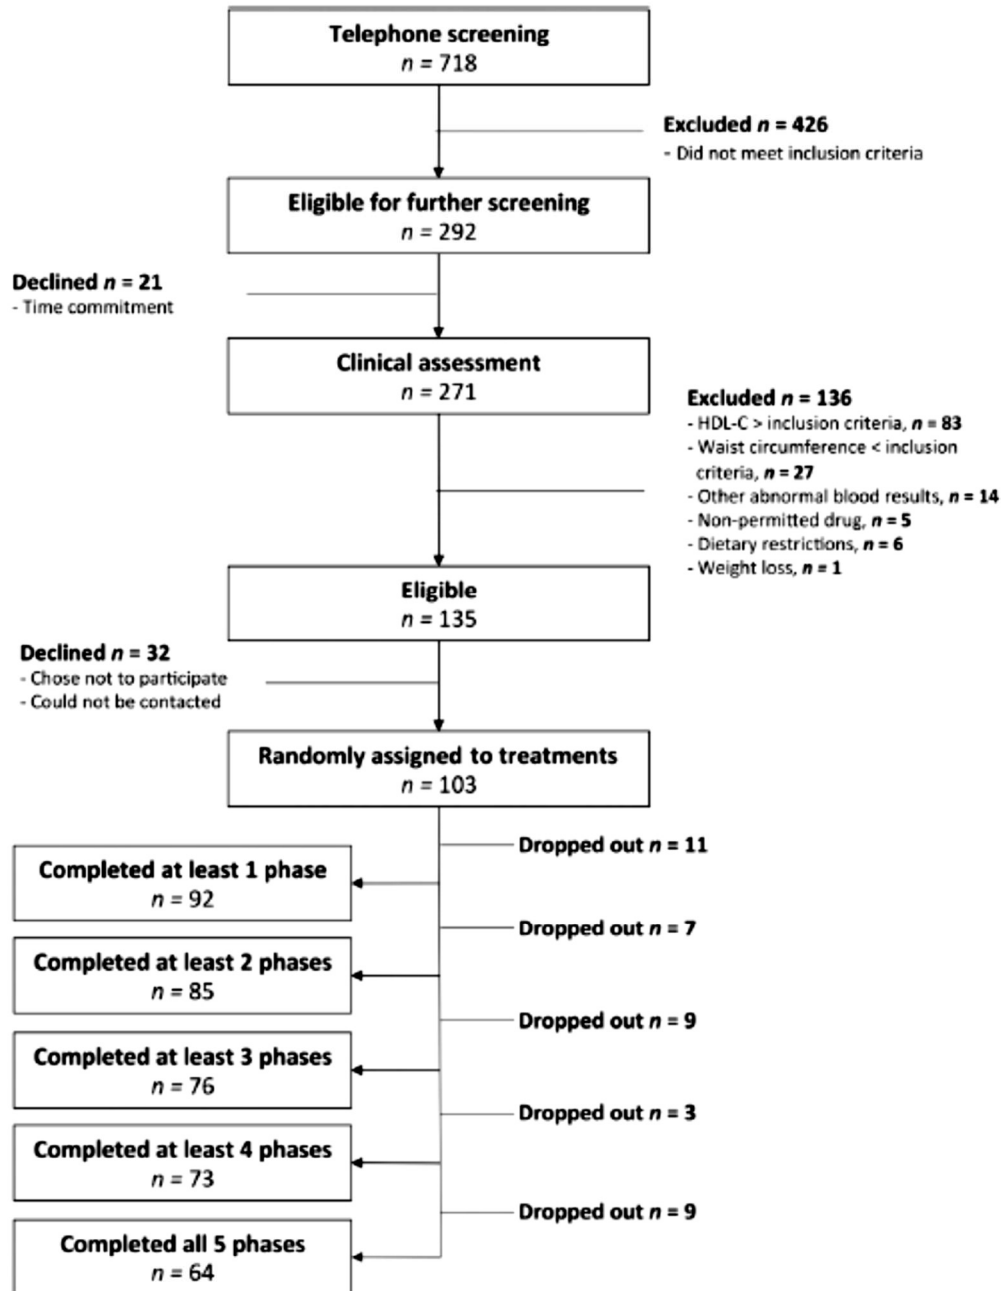 Telephone screening
n = 718
Excluded n = 426
- Did not meet inclusion criteria
Eligible for further screening
n = 292
Declined n = 21
- Time commitment
Clinical assessment
n = 271
Excluded n = 136
- HDL-C > inclusion criteria, n = 83
- Waist circumference < inclusion
criteria, n = 27
- Other abnormal blood results, n = 14
- Non-permitted drug, n = 5
- Dietary restrictions, n = 6
- Weight loss, n = 1
Eligible
n = 135
Declined n = 32
- Chose not to participate
- Could not be contacted
Randomly assigned to treatments
n = 103
Dropped out n = 11
Completed at least 1 phase
n = 92
Dropped out n = 7
Completed at least 2 phases
n = 85
Dropped out n = 9
Completed at least 3 phases
n = 76
Dropped out n = 3
Completed at least 4 phases
n = 73
Dropped out n = 9
Completed all 5 phases
n = 64